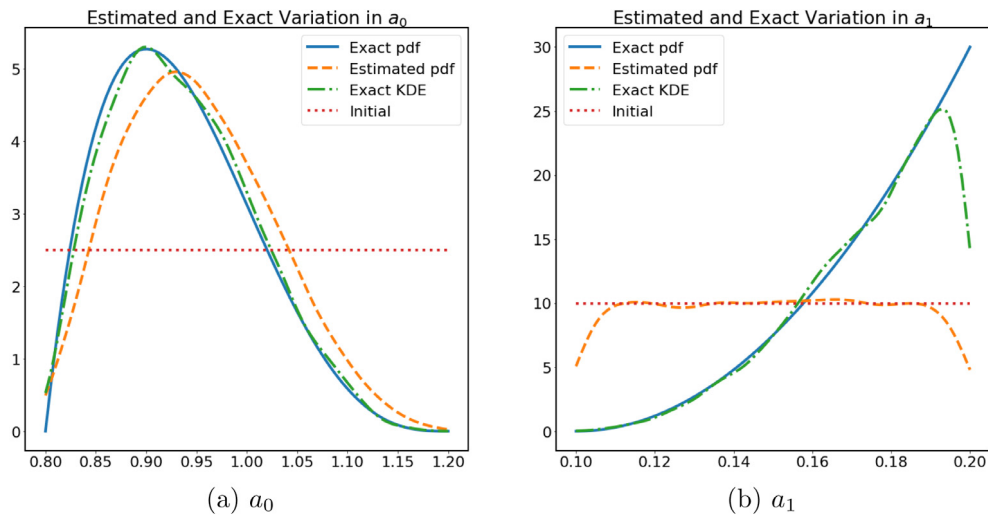 Estimated and Exact Variation in a₀
Exact pdf
Estimated pdf
Exact KDE
Initial
5
4
3
2
1
0
0.80 0.85 0.90 0.95 1.00 1.05 1.10 1.15 1.20
(a) a₀
Estimated and Exact Variation in a₁
Exact pdf
Estimated pdf
Exact KDE
Initial
30
25
20
15
10
5
0
0.10 0.12 0.14 0.16 0.18 0.20
(b) a₁